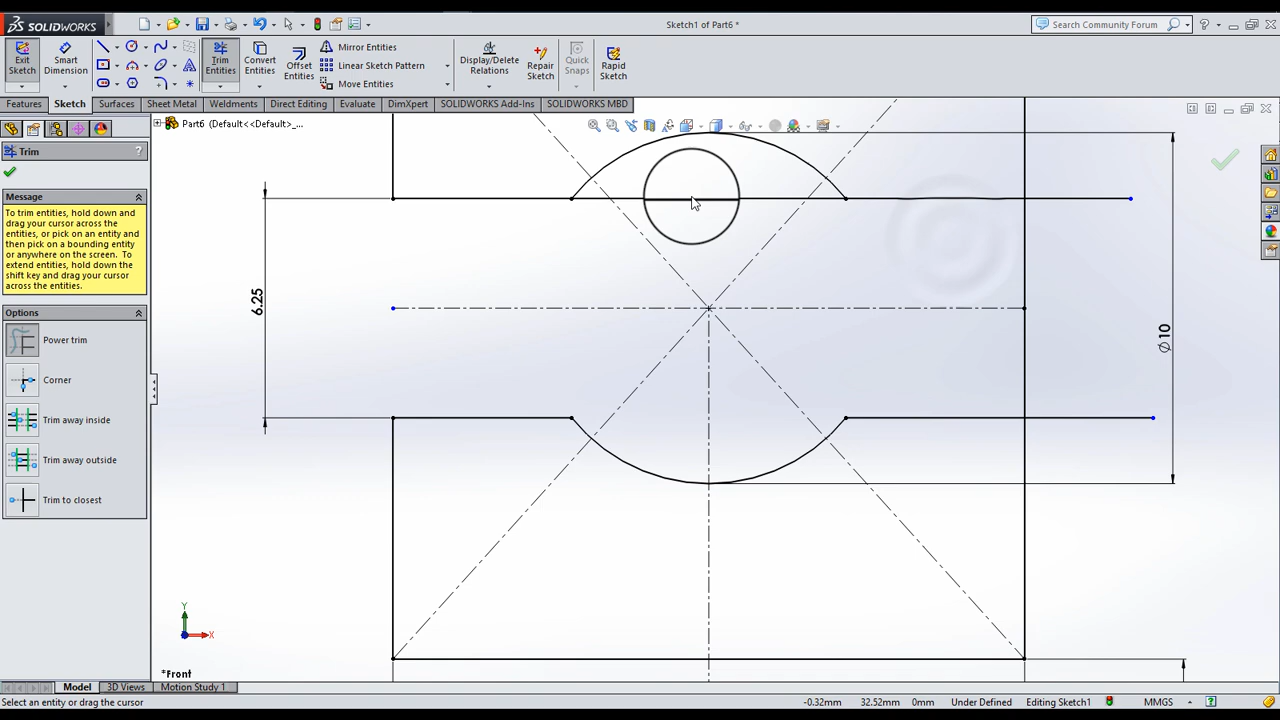 SOLIDWORKS
Sketch1 of Part6 *
Search Community Forum
Exit Sketch
Smart Dimension
Trim Entities
Convert Entities
Offset Entities
Mirror Entities
Linear Sketch Pattern
Move Entities
Display/Delete Relations
Repair Sketch
Quick Snaps
Rapid Sketch
Features
Sketch
Surfaces
Sheet Metal
Weldments
Direct Editing
Evaluate
DimXpert
SOLIDWORKS Add-Ins
SOLIDWORKS MBD
Part6 (Default<<Default>_...
Trim
?
Message
To trim entities, hold down and
drag your cursor across the
entities, or pick on an entity and
then pick on a bounding entity
or anywhere on the screen. To
extend entities, hold down the
shift key and drag your cursor
across the entities.
Options
Power trim
Corner
Trim away inside
Trim away outside
Trim to closest
6.25
Ø10
Y
X
*Front
Model
3D Views
Motion Study 1
Select an entity or drag the cursor
-0.32mm
32.52mm
0mm
Under Defined
Editing Sketch1
MMGS